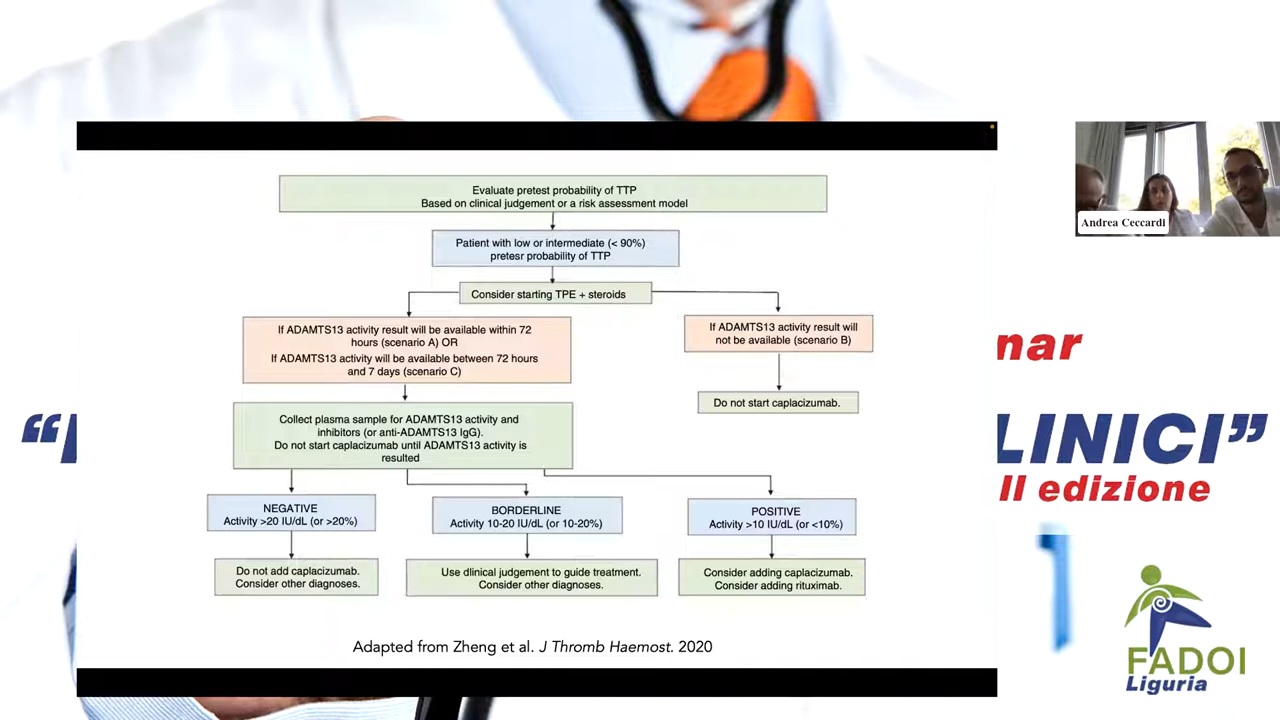 Evaluate pretest probability of TTP
Based on clinical judgement or a risk assessment model
Patient with low or intermediate (< 90%)
pretesr probability of TTP
Consider starting TPE + steroids
If ADAMTS13 activity result will be available within 72
hours (scenario A) OR
If ADAMTS13 activity will be available between 72 hours
and 7 days (scenario C)
If ADAMTS13 activity result will
not be available (scenario B)
Do not start caplacizumab.
Collect plasma sample for ADAMTS13 activity and
inhibitors (or anti-ADAMTS13 IgG).
Do not start caplacizumab until ADAMTS13 activity is
resulted
NEGATIVE
Activity >20 IU/dL (or >20%)
BORDERLINE
Activity 10-20 IU/dL (or 10-20%)
POSITIVE
Activity >10 IU/dL (or <10%)
Do not add caplacizumab.
Consider other diagnoses.
Use dlinical judgement to guide treatment.
Consider other diagnoses.
Consider adding caplacizumab.
Consider adding rituximab.
Adapted from Zheng et al. J Thromb Haemost. 2020
Andrea Ceccardi
nar
LINICI”
II edizione
FADOI
Liguria